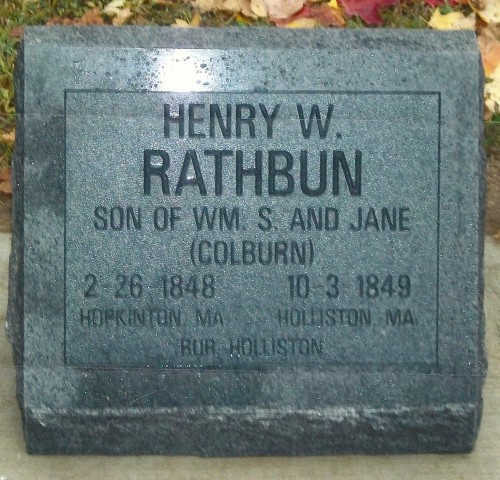 HENRY W.
RATHBUN
SON OF WM. S. AND JANE
(COLBURN)
2-26 1848 10-3 1849
HOPKINTON MA HOLLISTON MA
BUR. HOLLISTON